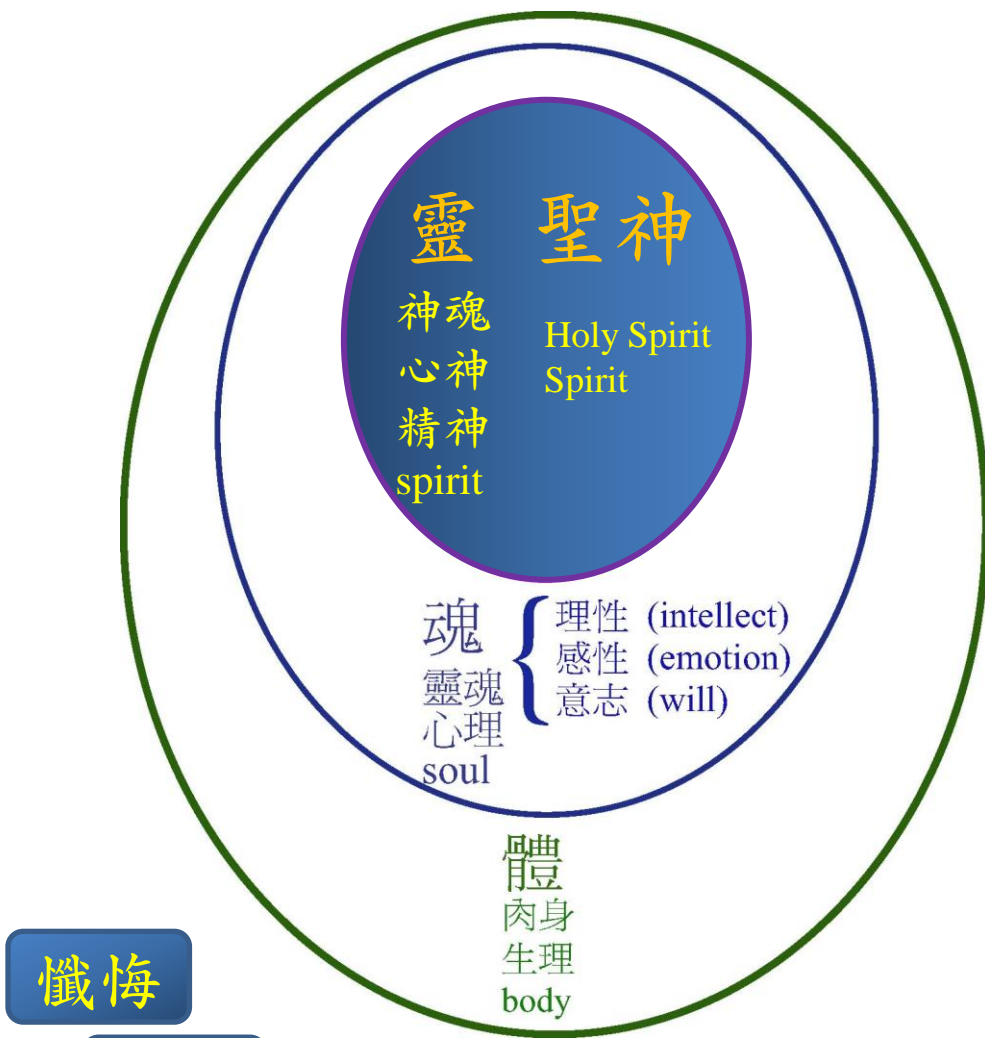 靈 聖神
神魂
心神
精神
spirit
Holy Spirit
Spirit
魂
靈魂
心理
soul
理性 (intellect)
感性 (emotion)
意志 (will)
體
肉身
生理
body
懺悔